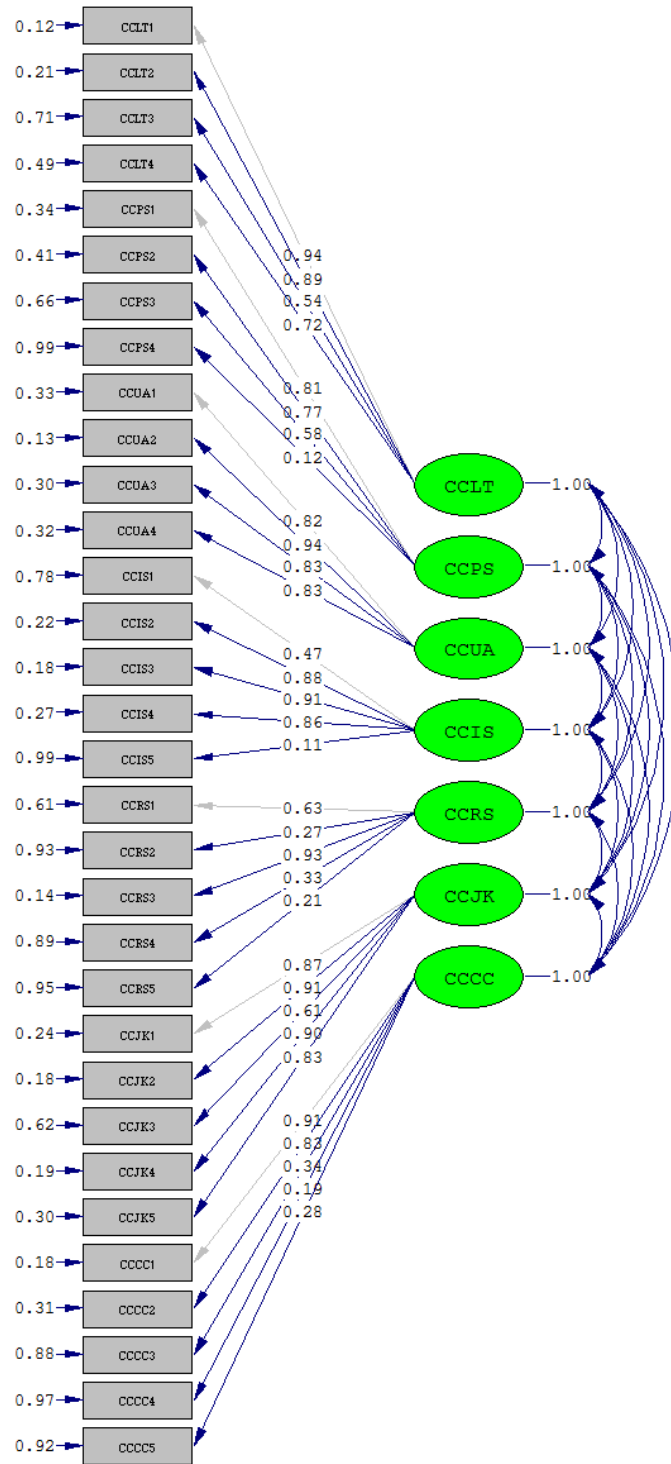 0.12 CCLT1
0.21 CCLT2
0.71 CCLT3
0.49 CCLT4
0.34 CCPS1
0.41 CCPS2
0.66 CCPS3
0.99 CCPS4
0.33 CCUA1
0.13 CCUA2
0.30 CCUA3
0.32 CCUA4
0.78 CCIS1
0.22 CCIS2
0.18 CCIS3
0.27 CCIS4
0.99 CCIS5
0.61 CCRS1
0.93 CCRS2
0.14 CCRS3
0.89 CCRS4
0.95 CCRS5
0.24 CCJK1
0.18 CCJK2
0.62 CCJK3
0.19 CCJK4
0.30 CCJK5
0.18 CCCC1
0.31 CCCC2
0.88 CCCC3
0.97 CCCC4
0.92 CCCC5
0.94
0.89
0.54
0.72
0.81
0.77
0.58
0.12
0.82
0.94
0.83
0.83
0.47
0.88
0.91
0.86
0.11
0.63
0.27
0.93
0.33
0.21
0.87
0.91
0.61
0.90
0.83
0.91
0.83
0.34
0.19
0.28
CCLT 1.00
CCPS 1.00
CCUA 1.00
CCIS 1.00
CCRS 1.00
CCJK 1.00
CCCC 1.00